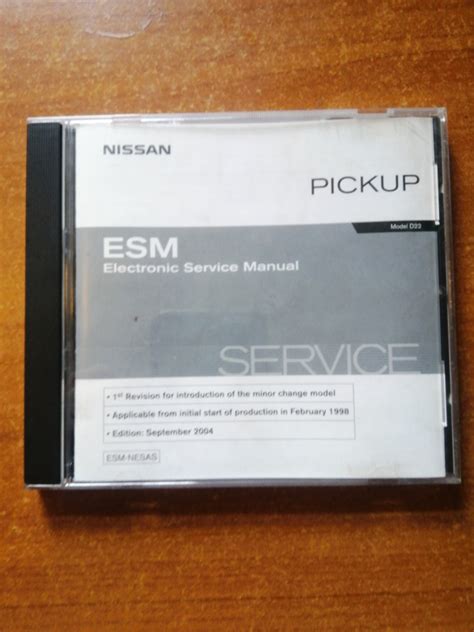 NISSAN
PICKUP
Model D22
ESM
Electronic Service Manual
SERVICE
• 1st Revision for introduction of the minor change model
• Applicable from initial start of production in February 1998
• Edition: September 2004
ESM-NESAS